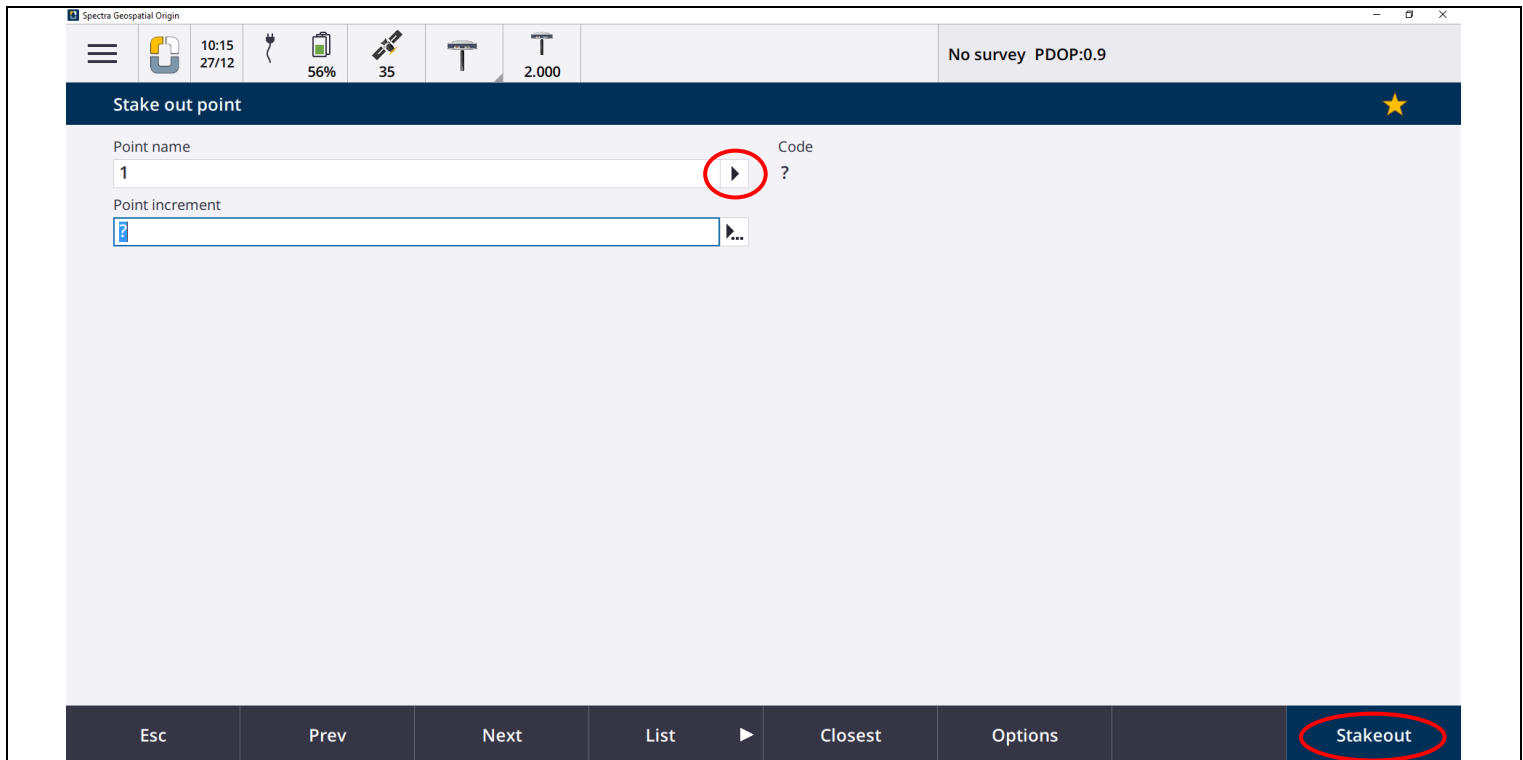 Spectra Geospatial Origin
10:15
27/12
56%
35
2.000
No survey PDOP:0.9
Stake out point
Point name
Code
1
?
Point increment
?
Esc
Prev
Next
List
Closest
Options
Stakeout